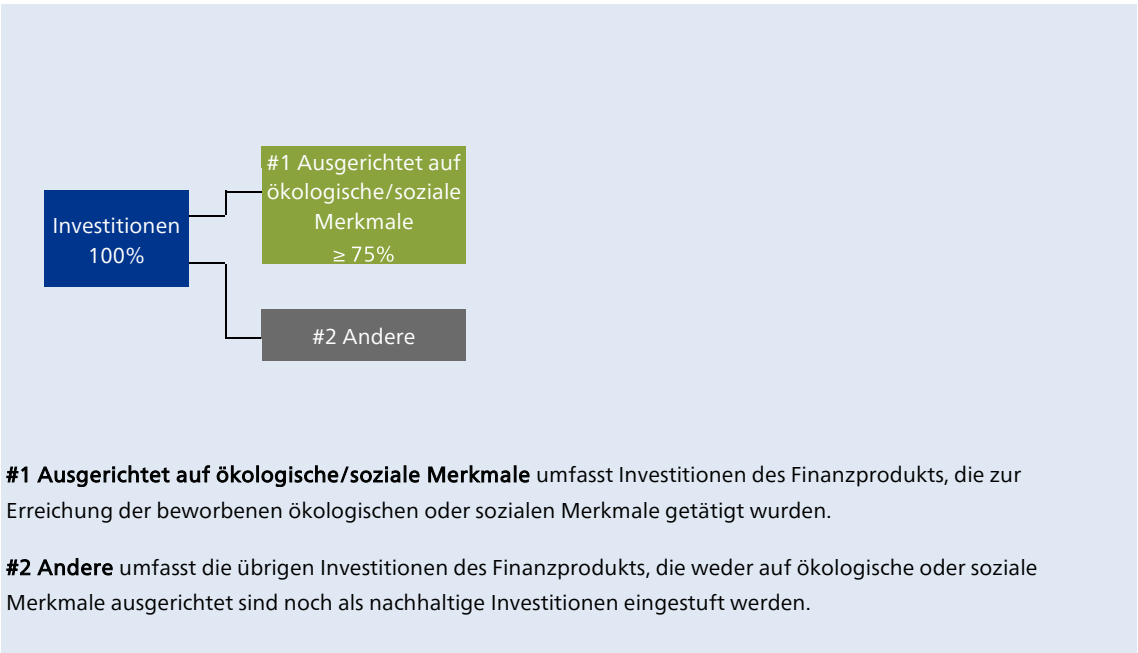 #1 Ausgerichtet auf
ökologische/soziale
Merkmale
≥ 75%
Investitionen
100%
#2 Andere
#1 Ausgerichtet auf ökologische/soziale Merkmale umfasst Investitionen des Finanzprodukts, die zur
Erreichung der beworbenen ökologischen oder sozialen Merkmale getätigt wurden.
#2 Andere umfasst die übrigen Investitionen des Finanzprodukts, die weder auf ökologische oder soziale
Merkmale ausgerichtet sind noch als nachhaltige Investitionen eingestuft werden.